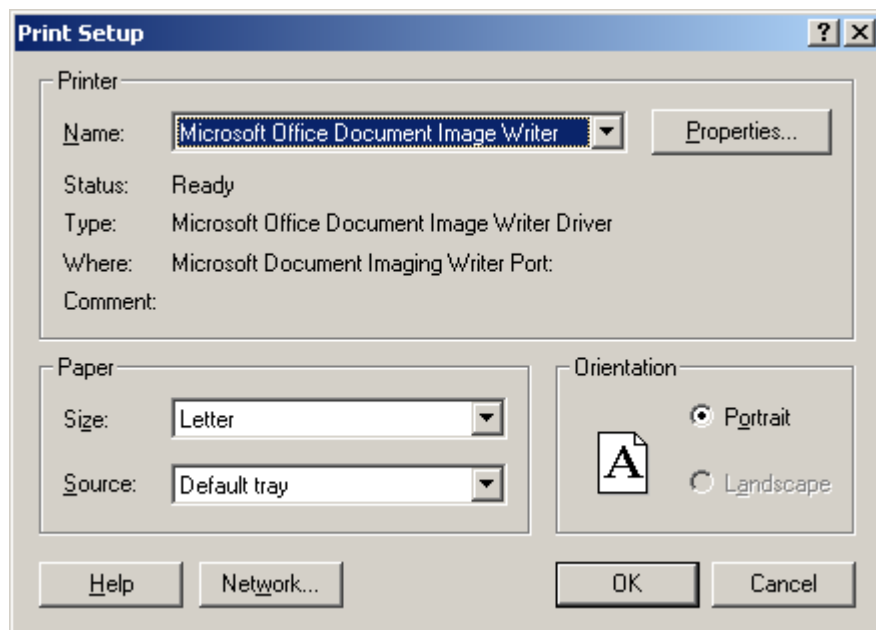 Print Setup
Printer
Name: Microsoft Office Document Image Writer Properties...
Status: Ready
Type: Microsoft Office Document Image Writer Driver
Where: Microsoft Document Imaging Writer Port:
Comment:
Paper
Size: Letter
Source: Default tray
Orientation
A
Portrait
Landscape
Help Network... OK Cancel